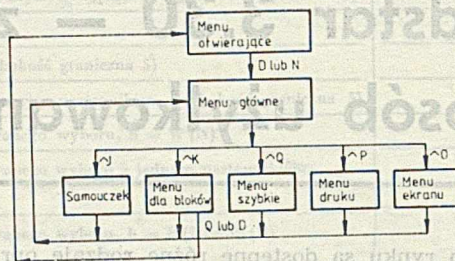 Menu
otwierające
D lub N
Menu główne
^J
^K
^Q
^P
^O
Samouczek
Menu
dla bloków
Menu-
szybkie
Menu
druku
Menu
ekranu
Q lub D